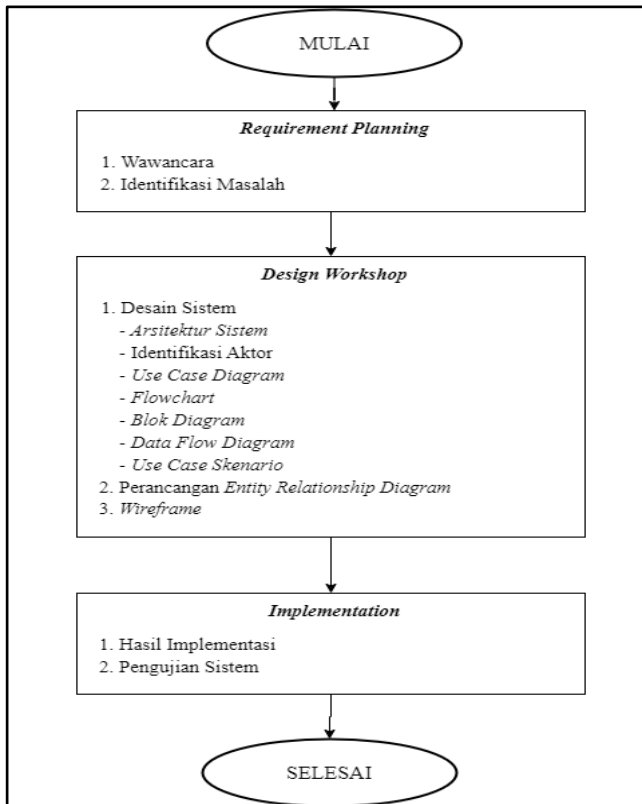 MULAI
Requirement Planning
1. Wawancara
2. Identifikasi Masalah
Design Workshop
1. Desain Sistem
- Arsitektur Sistem
- Identifikasi Aktor
- Use Case Diagram
- Flowchart
- Blok Diagram
- Data Flow Diagram
- Use Case Skenario
2. Perancangan Entity Relationship Diagram
3. Wireframe
Implementation
1. Hasil Implementasi
2. Pengujian Sistem
SELESAI